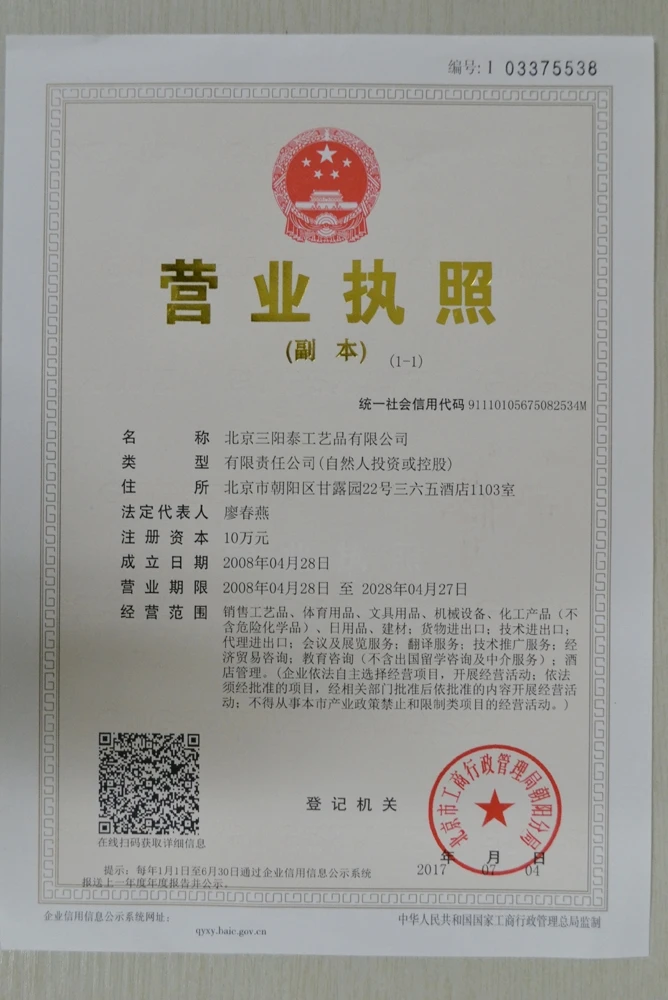 编号: I 03375538
营业执照
(副 本) (1-1)
统一社会信用代码 91110105675082534M
名 称 北京三阳泰工艺品有限公司
类 型 有限责任公司(自然人投资或控股)
住 所 北京市朝阳区甘露园22号三六五酒店1103室
法定代表人 廖春燕
注册资本 10万元
成立日期 2008年04月28日
营业期限 2008年04月28日 至 2028年04月27日
经营范围 销售工艺品、体育用品、文具用品、机械设备、化工产品（不
含危险化学品）、日用品、建材；货物进出口；技术进出口；
代理进出口；会议及展览服务；翻译服务；技术推广服务；经
济贸易咨询；教育咨询（不含出国留学咨询及中介服务）；酒
店管理。（企业依法自主选择经营项目，开展经营活动；依法
须经批准的项目，经相关部门批准后依批准的内容开展经营活
动；不得从事本市产业政策禁止和限制类项目的经营活动。）
在线扫码获取详细信息
登记机关
北京市工商行政管理局朝阳分局
年 月 日
2017 07 04
提示：每年1月1日至6月30日通过企业信用信息公示系统
报送上一年度年度报告并公示。
企业信用信息公示系统网址：
qyxy.baic.gov.cn
中华人民共和国国家工商行政管理总局监制